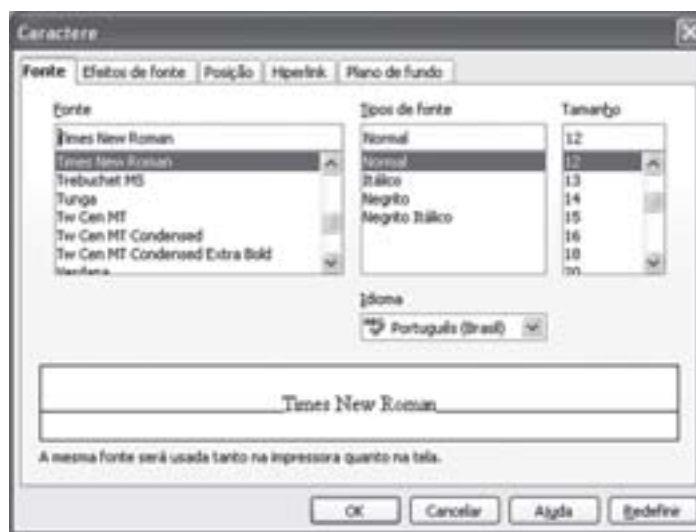 Caractere
Fonte Efeitos de fonte Posição Hiperlink Plano de fundo
Fonte Tipos de fonte Tamanho
Times New Roman Normal 12
Times New Roman Normal 12
Trebuchet MS Itálico 13
Tunga Negrito 14
Tw Cen MT Negrito Itálico 15
Tw Cen MT Condensed 16
Tw Cen MT Condensed Extra Bold 18
Verdana 20
Idioma
Português (Brasil)
Times New Roman
A mesma fonte será usada tanto na impressora quanto na tela.
OK Cancelar Ajuda Redefinir